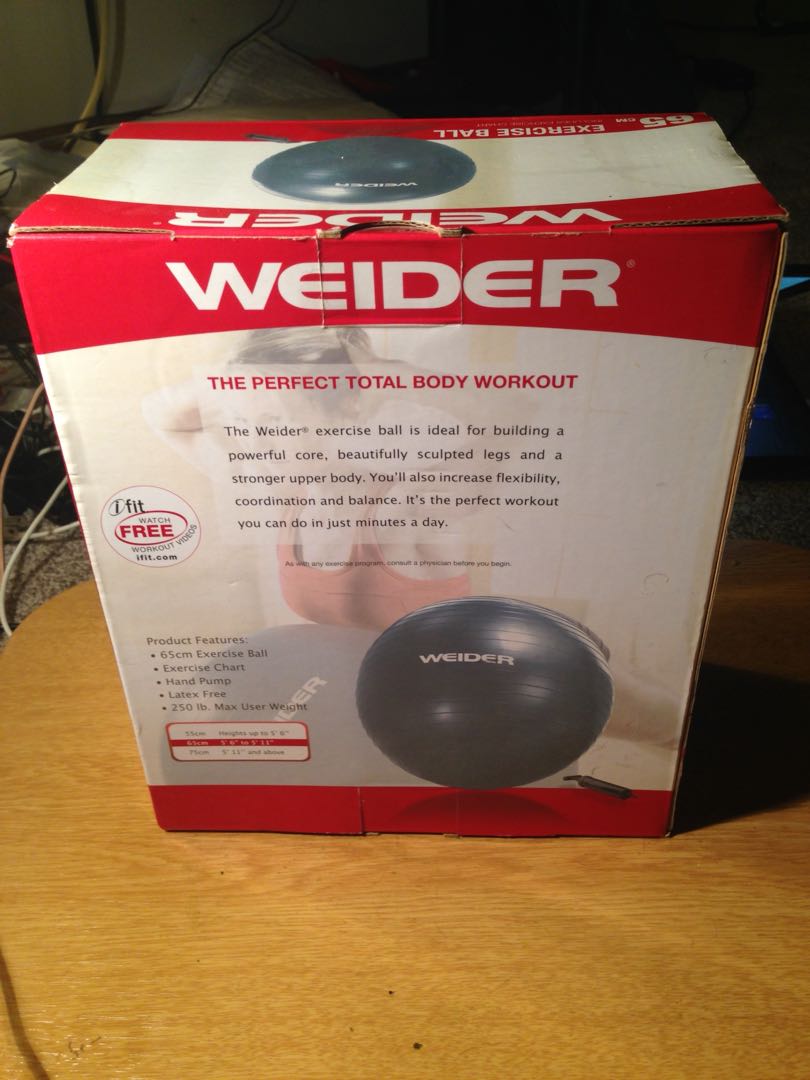 65 CM
EXERCISE BALL
INCLUDES EXERCISE CHART
WEIDER
WEIDER®
WEIDER®
THE PERFECT TOTAL BODY WORKOUT
The Weider® exercise ball is ideal for building a
powerful core, beautifully sculpted legs and a
stronger upper body. You'll also increase flexibility,
coordination and balance. It's the perfect workout
you can do in just minutes a day.
ifit
WATCH
FREE
WORKOUT VIDEOS
ifit.com
As with any exercise program, consult a physician before you begin.
WEIDER
Product Features:
• 65cm Exercise Ball
• Exercise Chart
• Hand Pump
• Latex Free
• 250 lb. Max User Weight
55cm Heights up to 5' 6"
65cm 5' 6" to 5' 11"
75cm 5' 11" and above